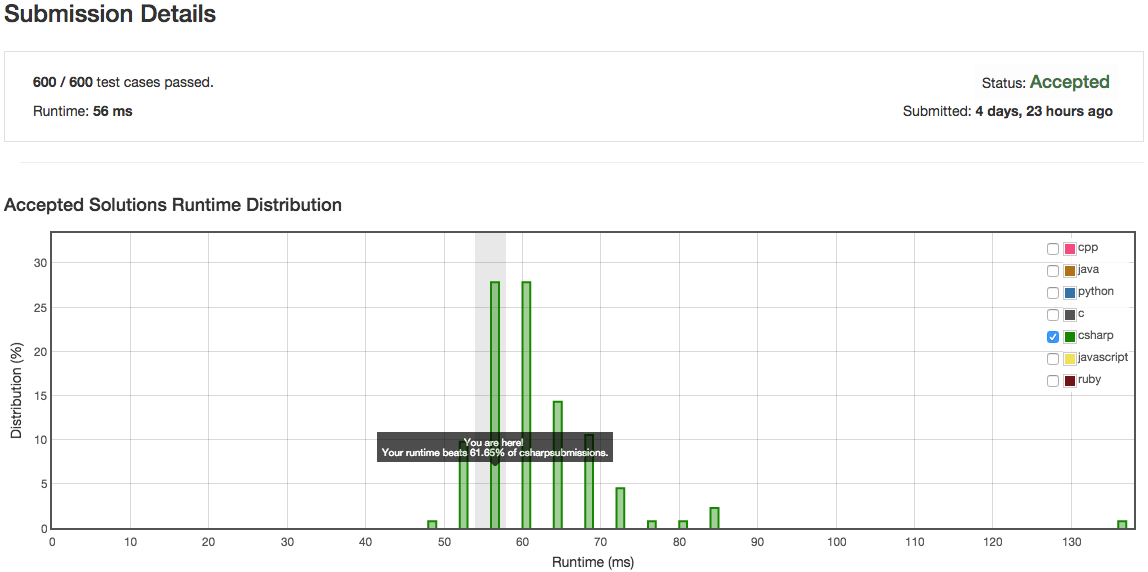 Submission Details
600 / 600 test cases passed.
Status: Accepted
Runtime: 56 ms
Submitted: 4 days, 23 hours ago
Accepted Solutions Runtime Distribution
cpp
java
python
c
csharp
javascript
ruby
Distribution (%)
30
25
20
15
10
5
0
You are here!
Your runtime beats 61.65% of csharpsubmissions.
0 10 20 30 40 50 60 70 80 90 100 110 120 130
Runtime (ms)